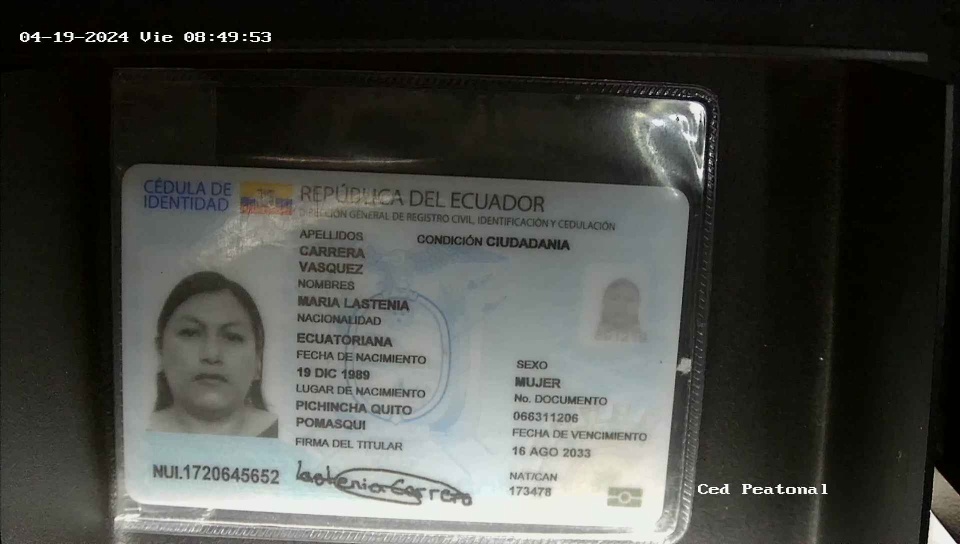 04-19-2024 Vie 08:49:53
CÉDULA DE IDENTIDAD
REPÚBLICA DEL ECUADOR
DIRECCIÓN GENERAL DE REGISTRO CIVIL, IDENTIFICACIÓN Y CEDULACIÓN
APELLIDOS
CONDICIÓN CIUDADANIA
CARRERA
VASQUEZ
NOMBRES
MARIA LASTENIA
NACIONALIDAD
ECUATORIANA
FECHA DE NACIMIENTO
19 DIC 1989
LUGAR DE NACIMIENTO
PICHINCHA QUITO
POMASQUI
FIRMA DEL TITULAR
SEXO
MUJER
No. DOCUMENTO
066311206
FECHA DE VENCIMIENTO
16 AGO 2033
NAT/CAN
173478
NUI.1720645652
Lastenia Carrera
Ced Peatonal